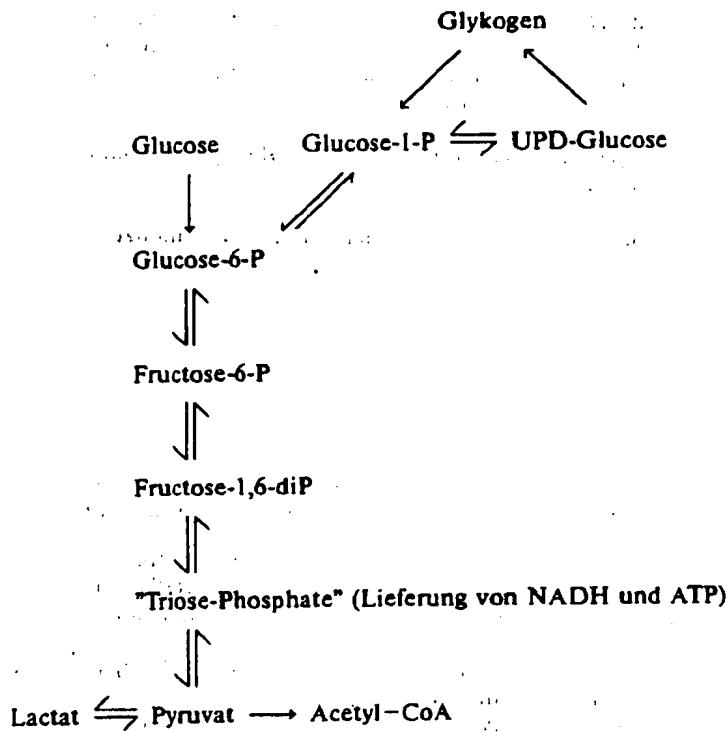 Glykogen
Glucose Glucose-1-P UPD-Glucose
Glucose-6-P
Fructose-6-P
Fructose-1,6-diP
"Triose-Phosphate" (Lieferung von NADH und ATP)
Lactat Pyruvat Acetyl-CoA